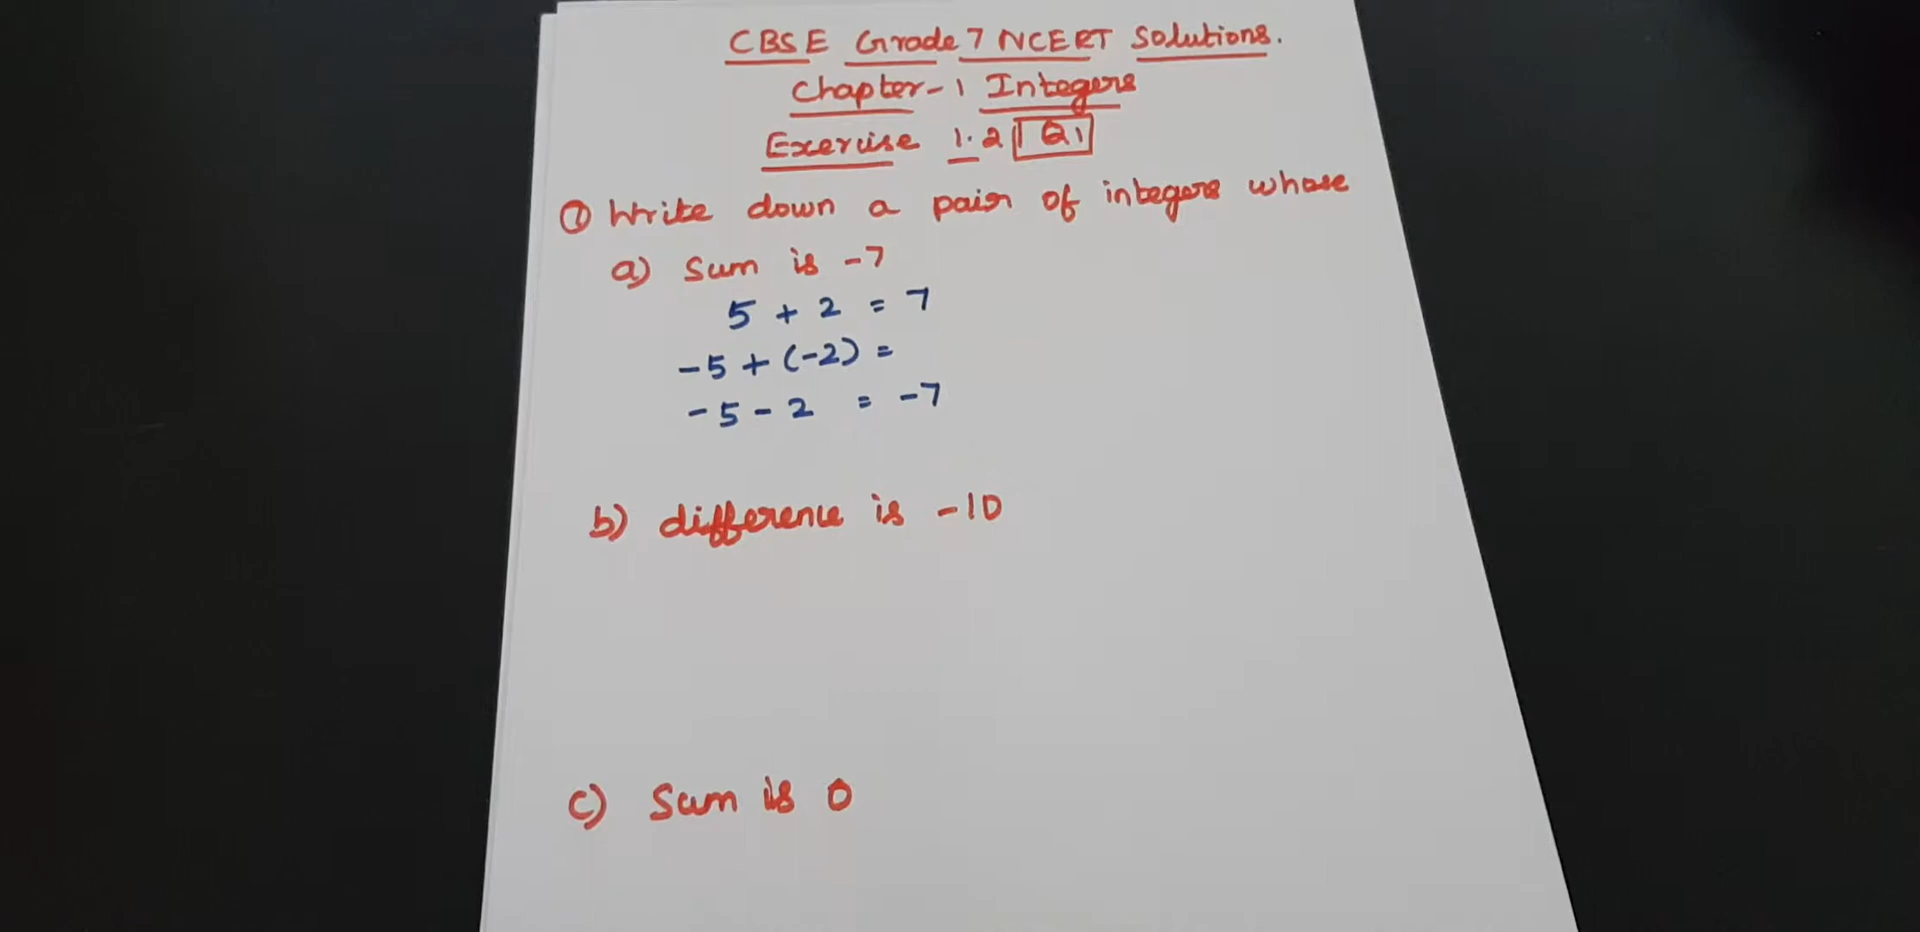 CBSE Grade 7 NCERT Solutions.
Chapter-1 Integers
Exercise 1.2 Q1
① Write down a pair of integers whose
a) Sum is -7
5 + 2 = 7
-5 + (-2) =
-5 - 2 = -7
b) difference is -10
c) Sum is 0